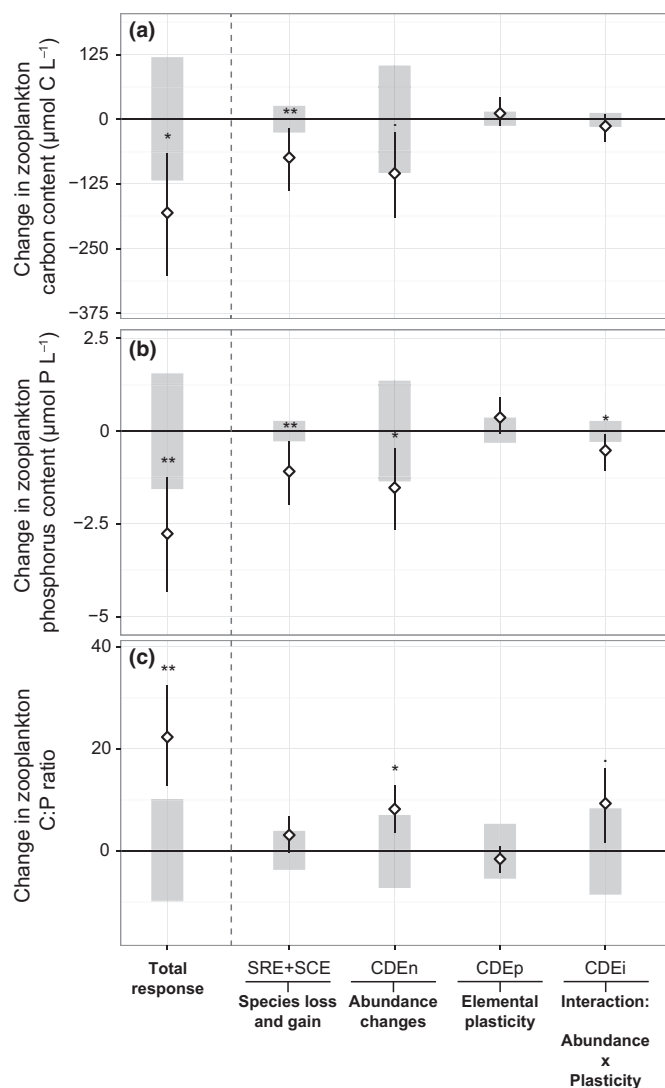 (a)
Change in zooplankton
carbon content (µmol C L⁻¹)
125
0
−125
−250
−375
*
**
.
(b)
Change in zooplankton
phosphorus content (µmol P L⁻¹)
2.5
0
−2.5
−5
**
**
*
*
(c)
Change in zooplankton
C:P ratio
40
20
0
**
*
.
Total
response
SRE+SCE
Species loss
and gain
CDEn
Abundance
changes
CDEp
Elemental
plasticity
CDEi
Interaction:
Abundance
x
Plasticity